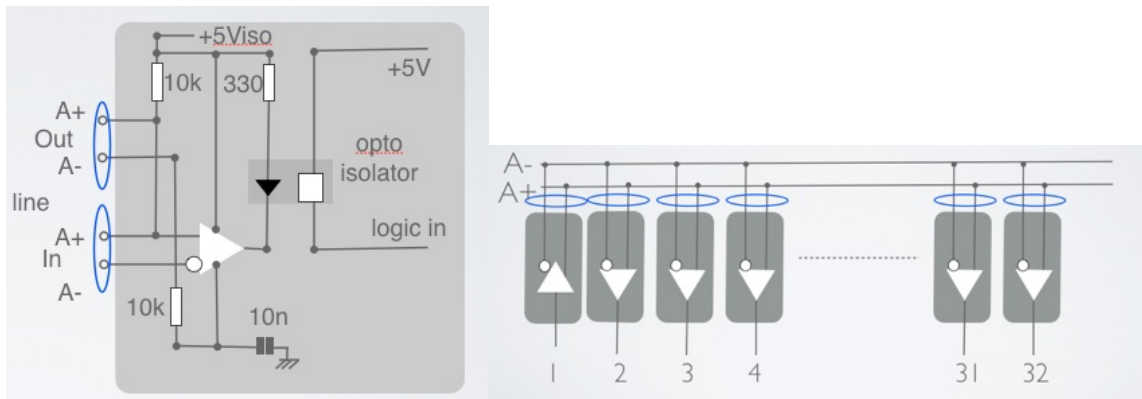 +5Viso
10k
330
+5V
A+
Out
A-
opto
isolator
line
A+
In
A-
logic in
10k
10n
A-
A+
1
2
3
4
31
32